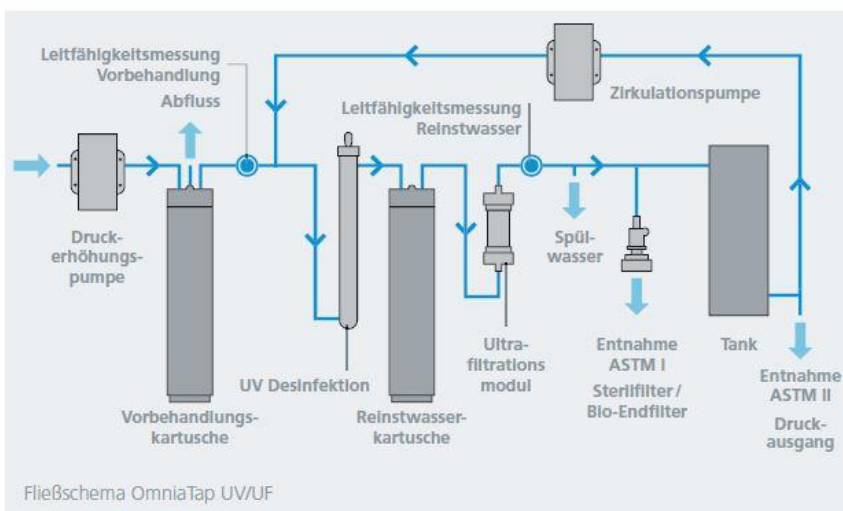 Leitfähigkeitsmessung
Vorbehandlung
Abfluss
Zirkulationspumpe
Leitfähigkeitsmessung
Reinstwasser
Druck-
erhöhungs-
pumpe
Spül-
wasser
UV Desinfektion
Ultra-
filtrations
modul
Entnahme
ASTM I
Sterilfilter /
Bio-Endfilter
Tank
Entnahme
ASTM II
Druck-
ausgang
Vorbehandlungs-
kartusche
Reinstwasser-
kartusche
Fließschema OmniaTap UV/UF